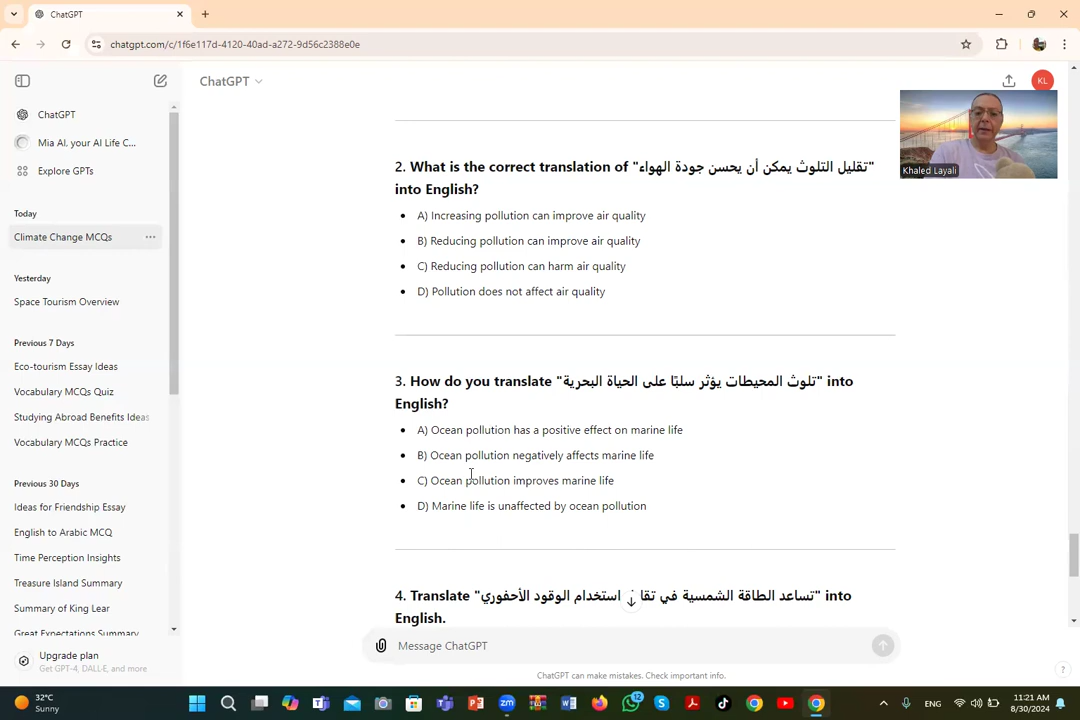 ChatGPT
chatgpt.com/c/1f6e117d-4120-40ad-a272-9d56c2388e0e
ChatGPT
KL
ChatGPT
Mia AI, your AI Life C...
Explore GPTs
Today
Climate Change MCQs
Yesterday
Space Tourism Overview
Previous 7 Days
Eco-tourism Essay Ideas
Vocabulary MCQs Quiz
Studying Abroad Benefits Ideas
Vocabulary MCQs Practice
Previous 30 Days
Ideas for Friendship Essay
English to Arabic MCQ
Time Perception Insights
Treasure Island Summary
Summary of King Lear
Great Expectations Summary
Upgrade plan
Get GPT-4, DALL-E, and more
Khaled Layali
2. What is the correct translation of "تقليل التلوث يمكن أن يحسن جودة الهواء"
into English?
A) Increasing pollution can improve air quality
B) Reducing pollution can improve air quality
C) Reducing pollution can harm air quality
D) Pollution does not affect air quality
3. How do you translate "تلوث المحيطات يؤثر سلبًا على الحياة البحرية" into
English?
A) Ocean pollution has a positive effect on marine life
B) Ocean pollution negatively affects marine life
C) Ocean pollution improves marine life
D) Marine life is unaffected by ocean pollution
4. Translate "تساعد الطاقة الشمسية في استخدام الوقود الأحفوري" into
English.
Message ChatGPT
ChatGPT can make mistakes. Check important info.
?
32°C
Sunny
12
ENG
11:21 AM
8/30/2024